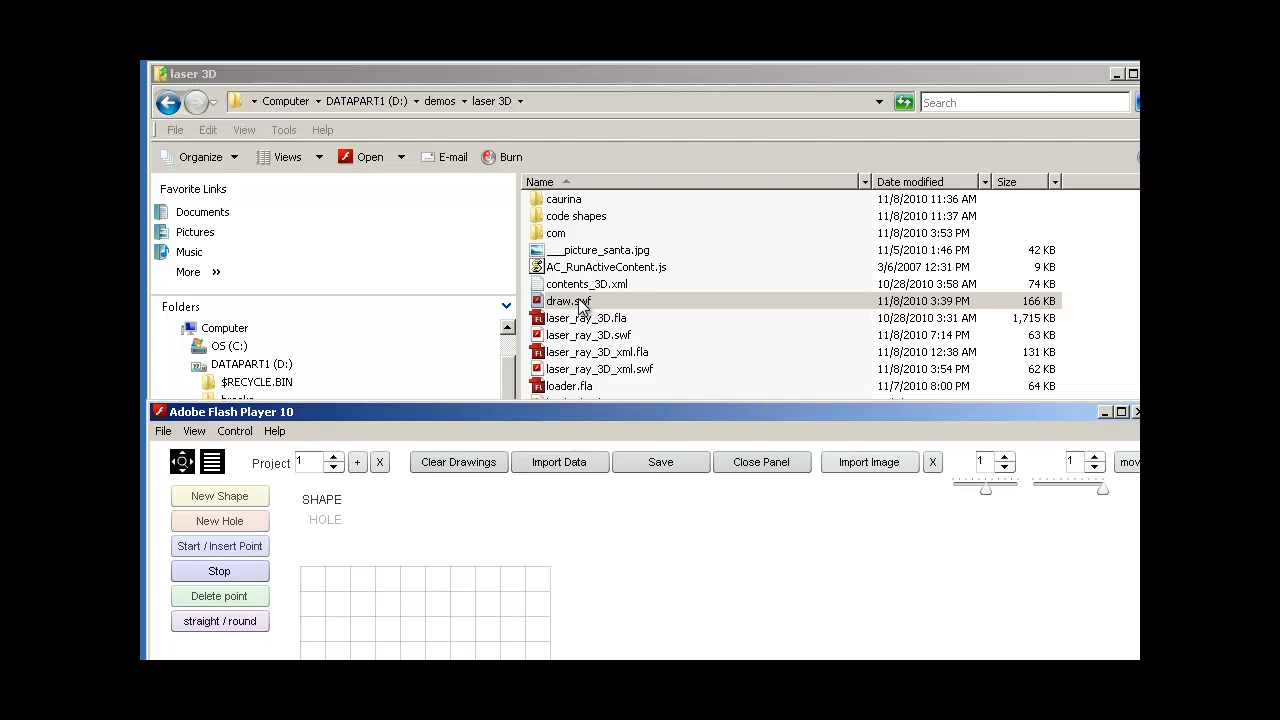 laser 3D
Computer DATAPART1 (D:) demos laser 3D Search
File Edit View Tools Help
Organize Views Open E-mail Burn
Favorite Links
Documents
Pictures
Music
More »
Folders
Computer
OS (C:)
DATAPART1 (D:)
$RECYCLE.BIN
Name Date modified Size
caurina 11/8/2010 11:36 AM
code shapes 11/8/2010 11:37 AM
com 11/8/2010 3:53 PM
___picture_santa.jpg 11/5/2010 1:46 PM 42 KB
AC_RunActiveContent.js 3/6/2007 12:31 PM 9 KB
contents_3D.xml 10/28/2010 3:58 AM 74 KB
draw.swf 11/8/2010 3:39 PM 166 KB
laser_ray_3D.fla 10/28/2010 3:31 AM 1,715 KB
laser_ray_3D.swf 11/8/2010 7:14 PM 63 KB
laser_ray_3D_xml.fla 11/8/2010 12:38 AM 131 KB
laser_ray_3D_xml.swf 11/8/2010 3:54 PM 62 KB
loader.fla 11/7/2010 8:00 PM 64 KB
Adobe Flash Player 10
File View Control Help
Project 1 + X Clear Drawings Import Data Save Close Panel Import Image X 1 1 mov
New Shape
New Hole
Start / Insert Point
Stop
Delete point
straight / round
SHAPE
HOLE